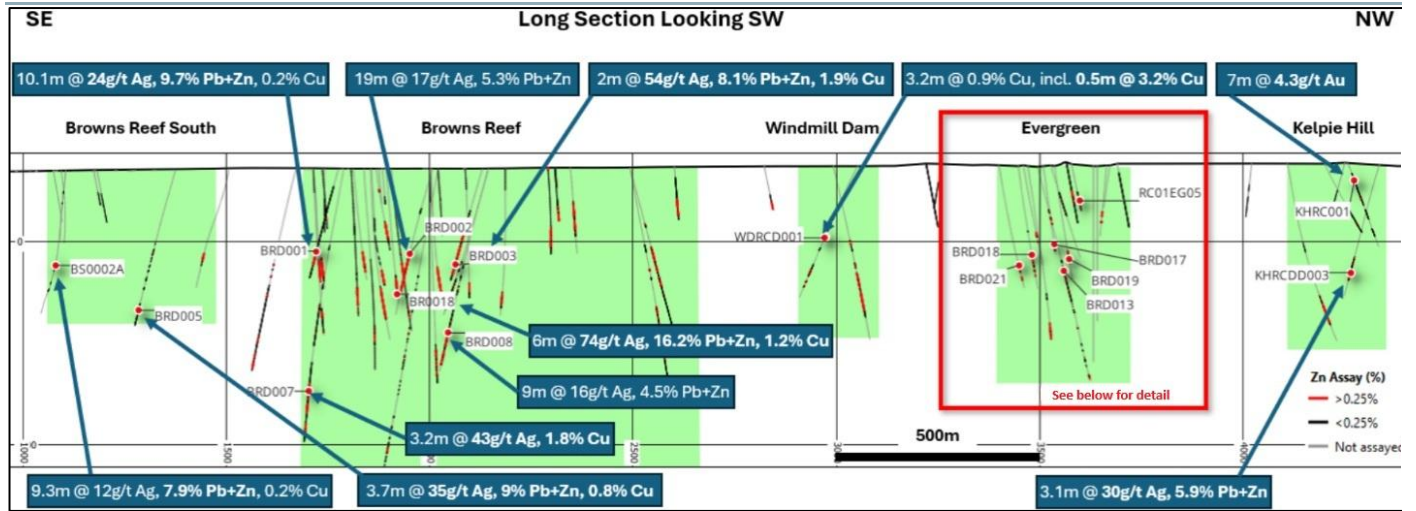 SE
Long Section Looking SW
NW
10.1m @ 24g/t Ag, 9.7% Pb+Zn, 0.2% Cu
19m @ 17g/t Ag, 5.3% Pb+Zn
2m @ 54g/t Ag, 8.1% Pb+Zn, 1.9% Cu
3.2m @ 0.9% Cu, incl. 0.5m @ 3.2% Cu
7m @ 4.3g/t Au
Browns Reef South
Browns Reef
Windmill Dam
Evergreen
Kelpie Hill
RC01EG05
KHRC001
BRD002
WDRCD001
0
BRD001
BRD003
BRD018
BRD017
BS0002A
BRD021
BRD019
KHRCDD003
BRD013
BR0018
BRD005
6m @ 74g/t Ag, 16.2% Pb+Zn, 1.2% Cu
BRD008
9m @ 16g/t Ag, 4.5% Pb+Zn
BRD007
See below for detail
Zn Assay (%)
>0.25%
<0.25%
Not assayed
3.2m @ 43g/t Ag, 1.8% Cu
500m
1000
2500
4000
9.3m @ 12g/t Ag, 7.9% Pb+Zn, 0.2% Cu
3.7m @ 35g/t Ag, 9% Pb+Zn, 0.8% Cu
3.1m @ 30g/t Ag, 5.9% Pb+Zn